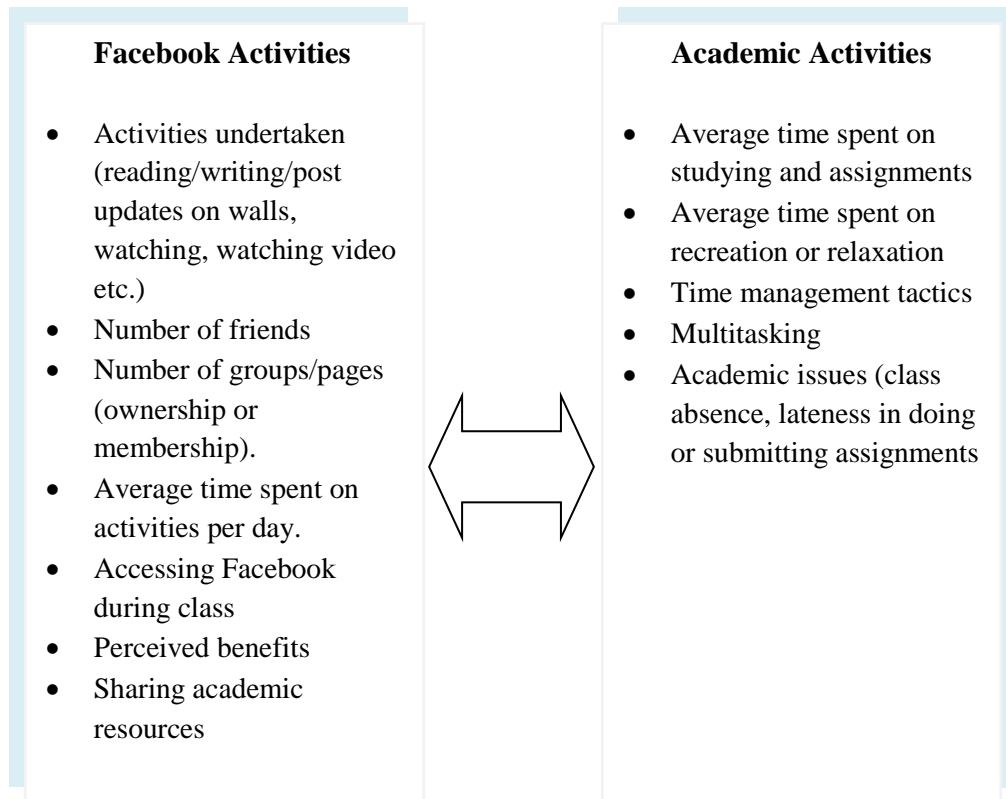 Facebook Activities
• Activities undertaken
(reading/writing/post
updates on walls,
watching, watching video
etc.)
• Number of friends
• Number of groups/pages
(ownership or
membership).
• Average time spent on
activities per day.
• Accessing Facebook
during class
• Perceived benefits
• Sharing academic
resources
Academic Activities
• Average time spent on
studying and assignments
• Average time spent on
recreation or relaxation
• Time management tactics
• Multitasking
• Academic issues (class
absence, lateness in doing
or submitting assignments